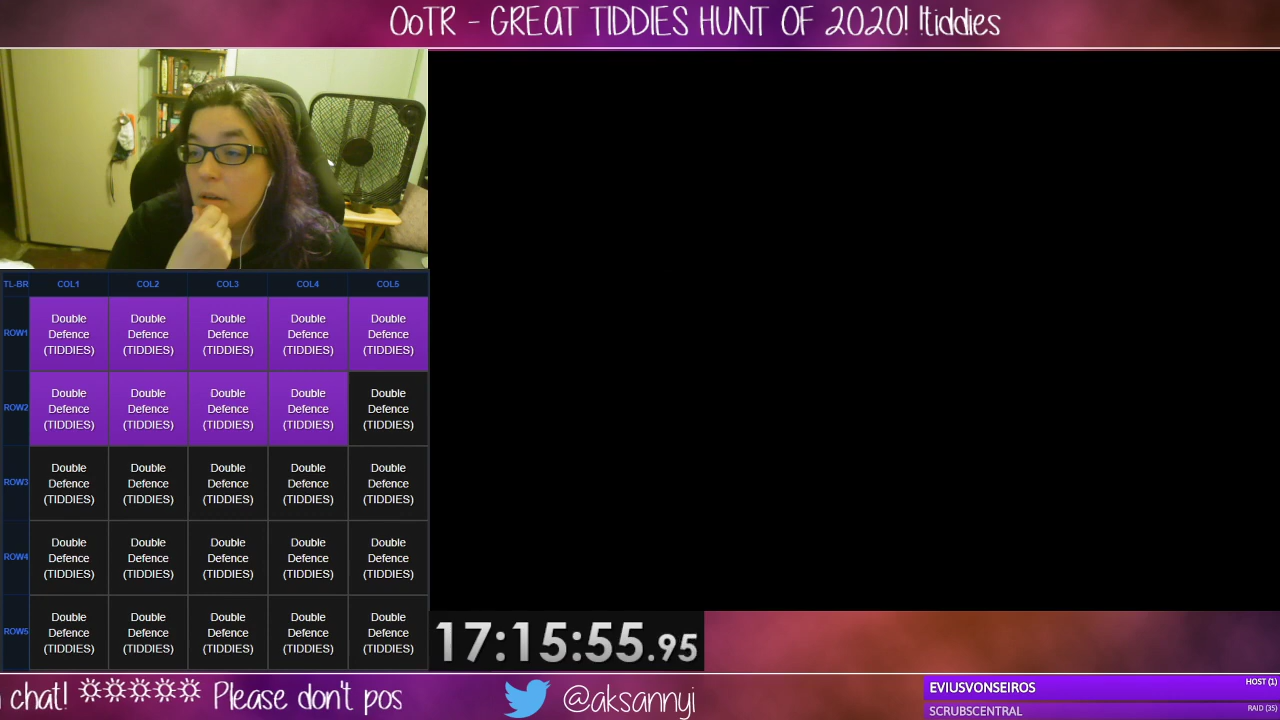 OoTR - GREAT TIDDIES HUNT OF 2020! !tiddies
TL-BR COL1 COL2 COL3 COL4 COL5
ROW1
Double Double Double Double Double
Defence Defence Defence Defence Defence
(TIDDIES) (TIDDIES) (TIDDIES) (TIDDIES) (TIDDIES)
ROW2
Double Double Double Double Double
Defence Defence Defence Defence Defence
(TIDDIES) (TIDDIES) (TIDDIES) (TIDDIES) (TIDDIES)
ROW3
Double Double Double Double Double
Defence Defence Defence Defence Defence
(TIDDIES) (TIDDIES) (TIDDIES) (TIDDIES) (TIDDIES)
ROW4
Double Double Double Double Double
Defence Defence Defence Defence Defence
(TIDDIES) (TIDDIES) (TIDDIES) (TIDDIES) (TIDDIES)
ROW5
Double Double Double Double Double
Defence Defence Defence Defence Defence
(TIDDIES) (TIDDIES) (TIDDIES) (TIDDIES) (TIDDIES)
17:15:55.95
chat! ☼☼☼☼☼ Please don't pos
@aksannyi
EVIUSVONSEIROS HOST (1)
SCRUBSCENTRAL RAID (35)